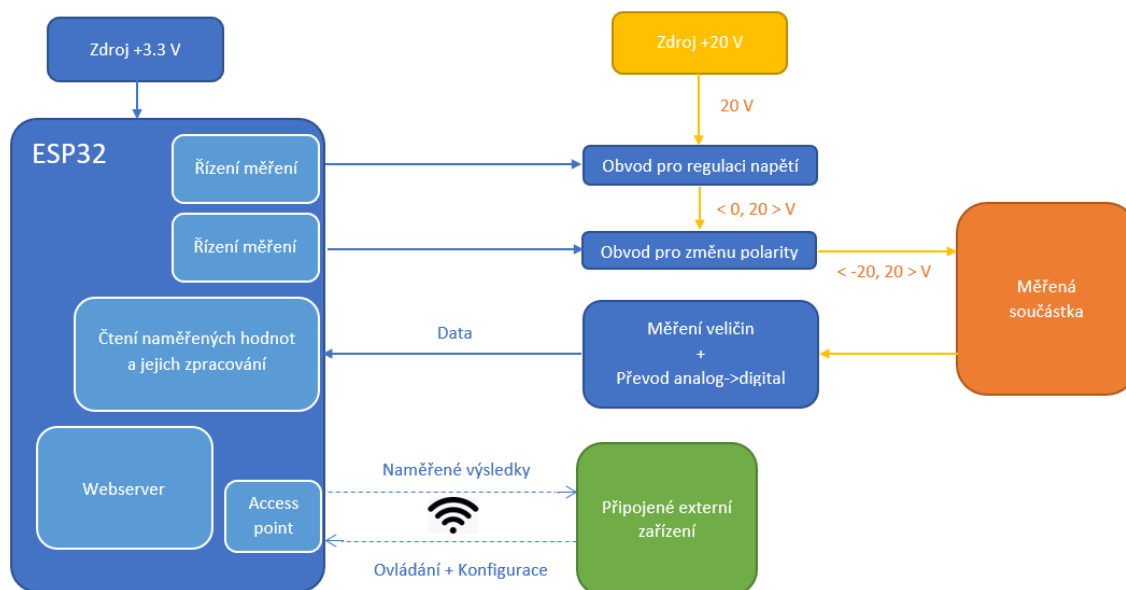 Zdroj +3.3 V
Zdroj +20 V
20 V
ESP32
Řízení měření
Obvod pro regulaci napětí
< 0, 20 > V
Řízení měření
Obvod pro změnu polarity
< -20, 20 > V
Měřená
součástka
Čtení naměřených hodnot
a jejich zpracování
Data
Měření veličin
+
Převod analog->digital
Webserver
Access
point
Naměřené výsledky
Ovládání + Konfigurace
Připojené externí
zařízení